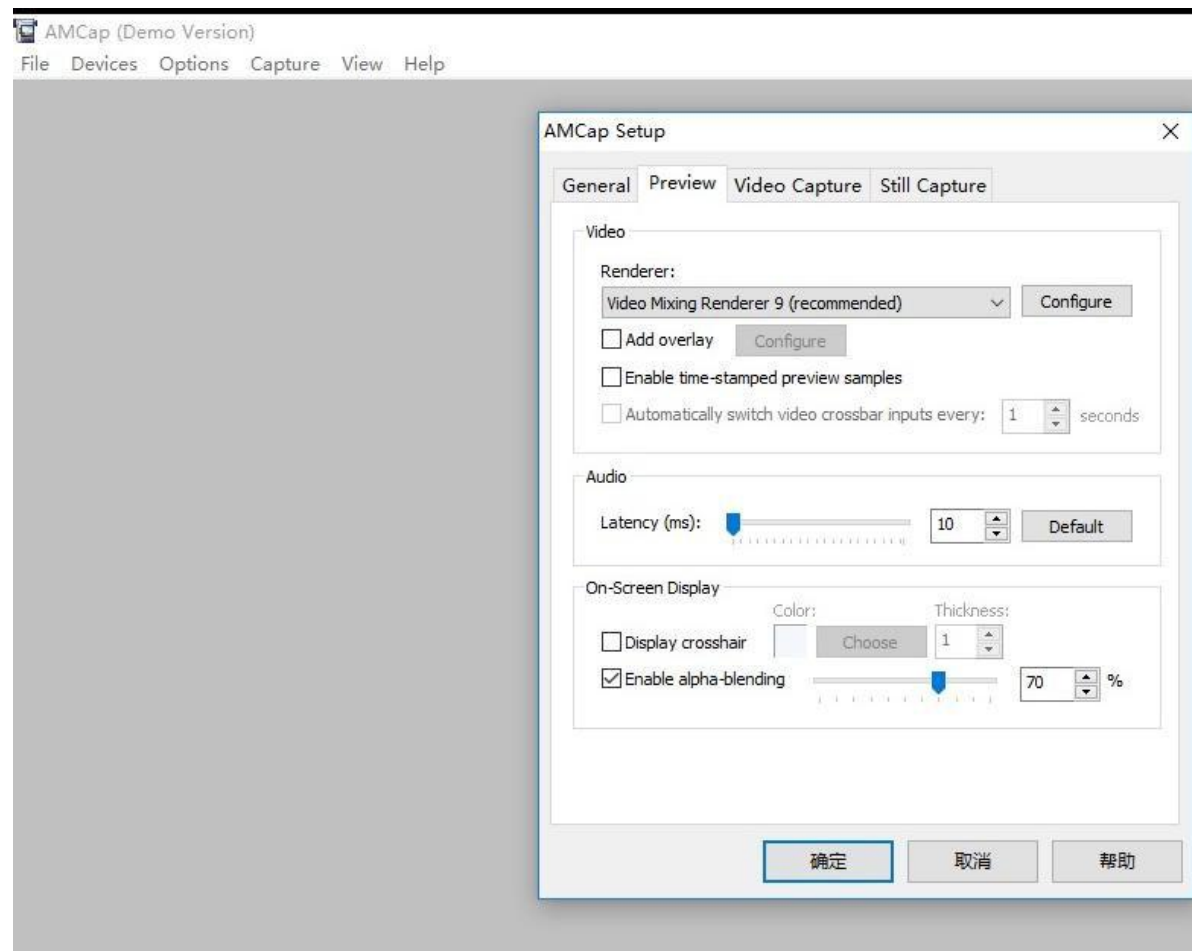 AMCap (Demo Version)
File Devices Options Capture View Help
AMCap Setup
General Preview Video Capture Still Capture
Video
Renderer:
Video Mixing Renderer 9 (recommended) Configure
Add overlay Configure
Enable time-stamped preview samples
Automatically switch video crossbar inputs every: 1 seconds
Audio
Latency (ms): 10 Default
On-Screen Display
Color: Thickness:
Display crosshair Choose 1
Enable alpha-blending 70 %
确定 取消 帮助